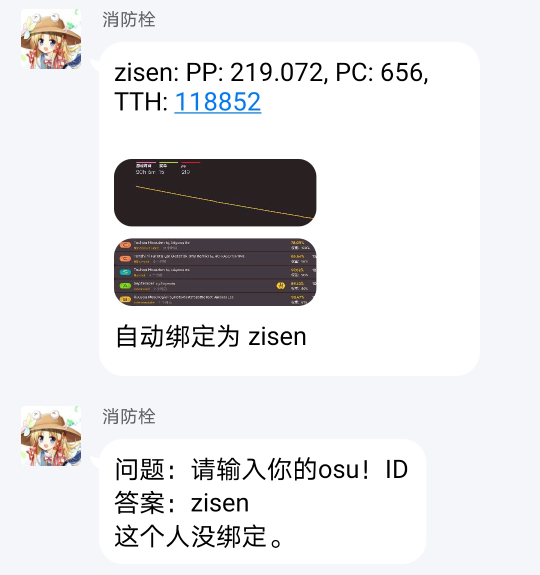 消防栓
zisen: PP: 219.072, PC: 656,
TTH: 118852
自动绑定为 zisen
消防栓
问题：请输入你的osu！ID
答案：zisen
这个人没绑定。